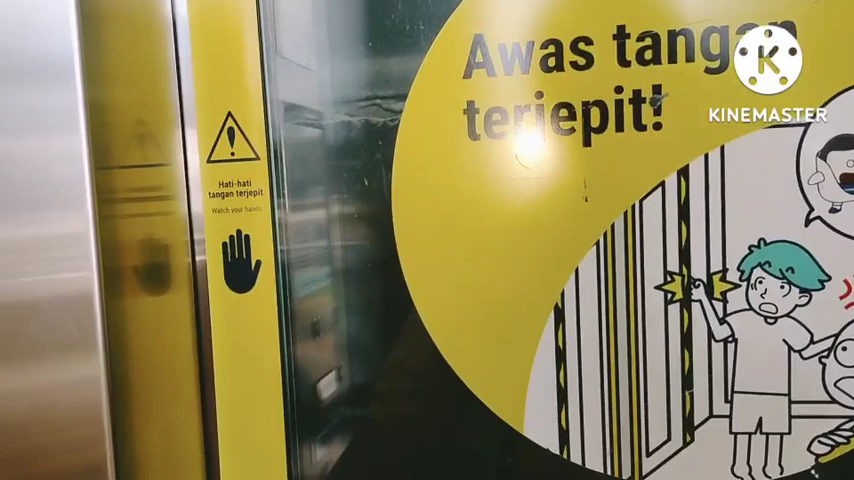 Awas tangan
terjepit!
KINEMASTER
Hati-hati
tangan terjepit
Watch your hands